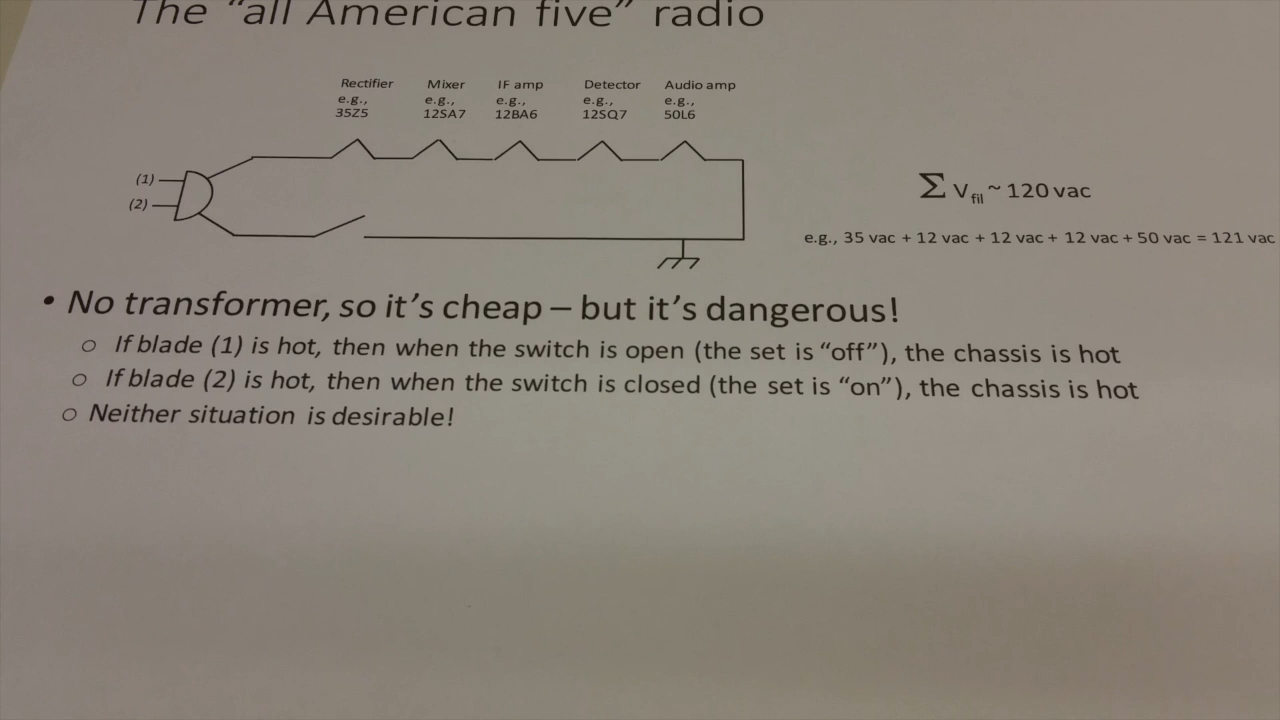 The “all American five” radio
Rectifier Mixer IF amp Detector Audio amp
e.g., e.g., e.g., e.g., e.g.,
35Z5 12SA7 12BA6 12SQ7 50L6
(1)
(2)
Σ Vfil ~ 120 vac
e.g., 35 vac + 12 vac + 12 vac + 12 vac + 50 vac = 121 vac
• No transformer, so it’s cheap – but it’s dangerous!
○ If blade (1) is hot, then when the switch is open (the set is “off”), the chassis is hot
○ If blade (2) is hot, then when the switch is closed (the set is “on”), the chassis is hot
○ Neither situation is desirable!